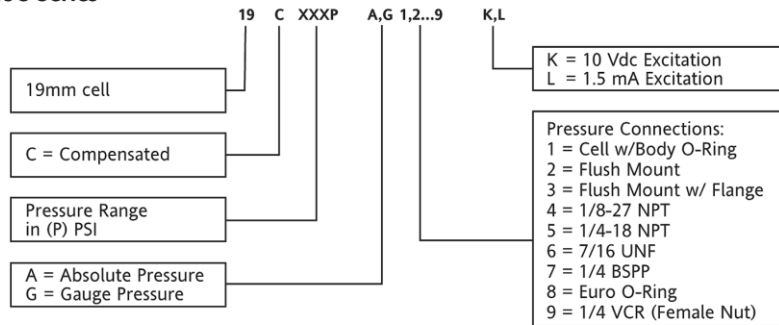 19 C XXXP A,G 1,2...9 K,L
19mm cell
C = Compensated
Pressure Range
in (P) PSI
A = Absolute Pressure
G = Gauge Pressure
K = 10 Vdc Excitation
L = 1.5 mA Excitation
Pressure Connections:
1 = Cell w/Body O-Ring
2 = Flush Mount
3 = Flush Mount w/ Flange
4 = 1/8-27 NPT
5 = 1/4-18 NPT
6 = 7/16 UNF
7 = 1/4 BSPP
8 = Euro O-Ring
9 = 1/4 VCR (Female Nut)